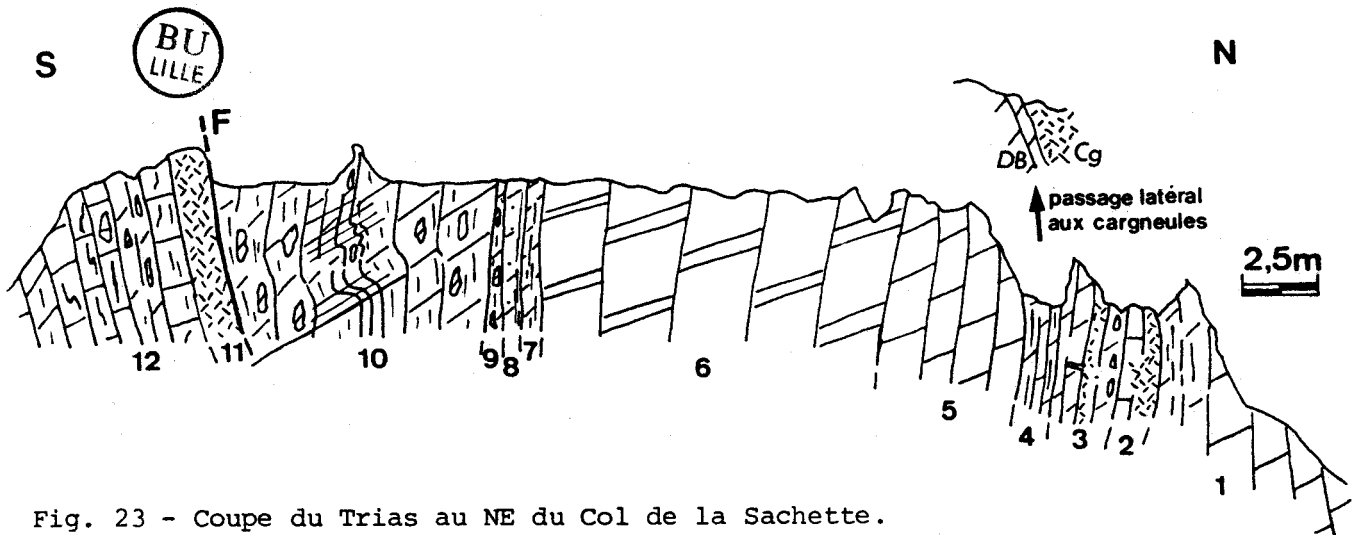 S
BU
LILLE
N
F
DB Cg
passage latéral
aux cargneules
2,5m
12 11 10 9 8 7 6 5 4 3 2 1
Fig. 23 - Coupe du Trias au NE du Col de la Sachette.